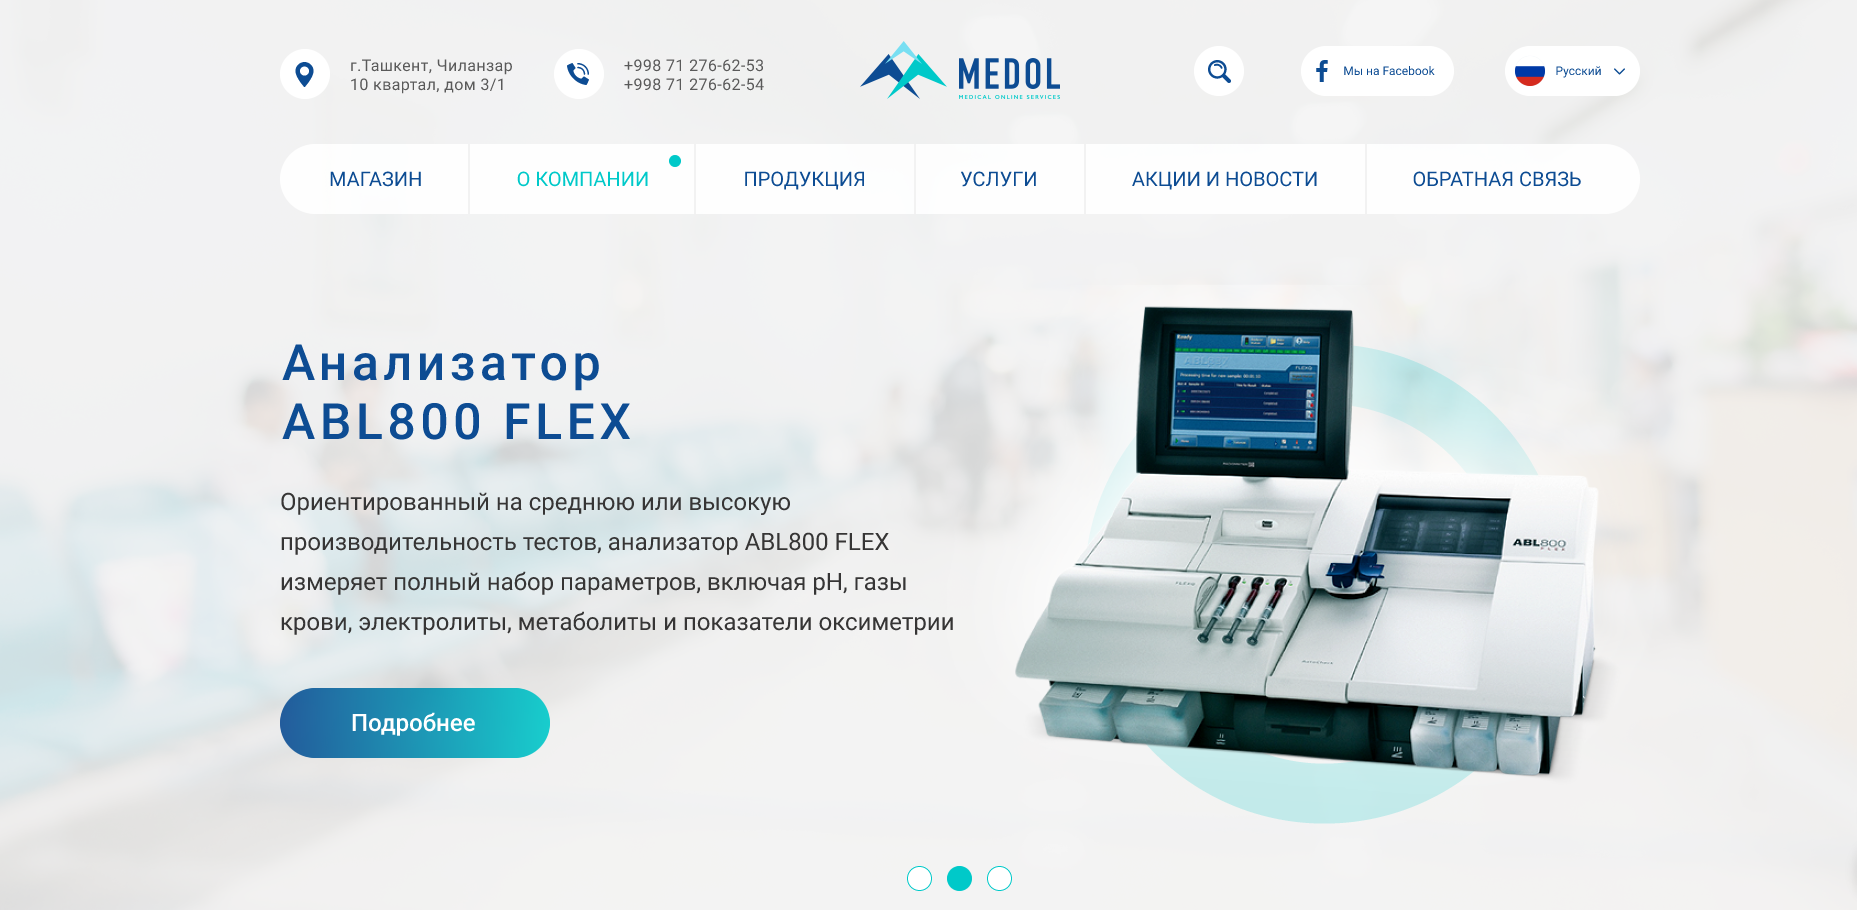 г.Ташкент, Чиланзар
10 квартал, дом 3/1
+998 71 276-62-53
+998 71 276-62-54
MEDOL
MEDICAL ONLINE SERVICES
Мы на Facebook
Русский
МАГАЗИН
О КОМПАНИИ
ПРОДУКЦИЯ
УСЛУГИ
АКЦИИ И НОВОСТИ
ОБРАТНАЯ СВЯЗЬ
Анализатор
ABL800 FLEX
Ориентированный на среднюю или высокую
производительность тестов, анализатор ABL800 FLEX
измеряет полный набор параметров, включая pH, газы
крови, электролиты, метаболиты и показатели оксиметрии
Подробнее
Ready
ABL800
FLEX